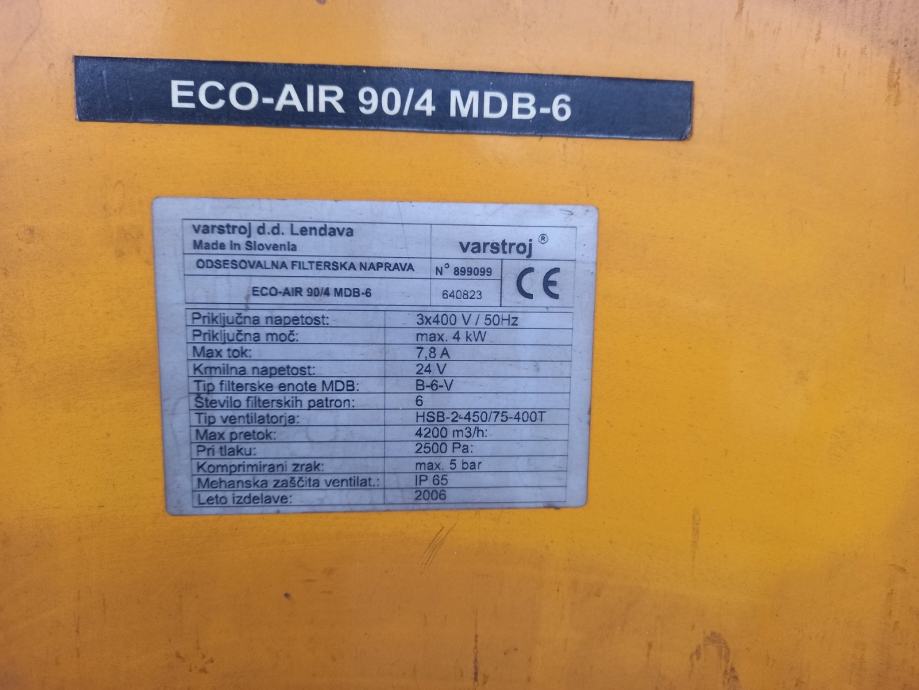 ECO-AIR 90/4 MDB-6
varstroj d.d. Lendava
Made in Slovenia
varstroj ®
ODSESOVALNA FILTERSKA NAPRAVA
N° 899099
CE
ECO-AIR 90/4 MDB-6
640823
Priključna napetost: 3x400 V / 50Hz
Priključna moč: max. 4 kW
Max tok: 7,8 A
Krmilna napetost: 24 V
Tip filterske enote MDB: B-6-V
Število filterskih patron: 6
Tip ventilatorja: HSB-2-450/75-400T
Max pretok: 4200 m3/h:
Pri tlaku: 2500 Pa:
Komprimirani zrak: max. 5 bar
Mehanska zaščita ventilat.: IP 65
Leto izdelave: 2006